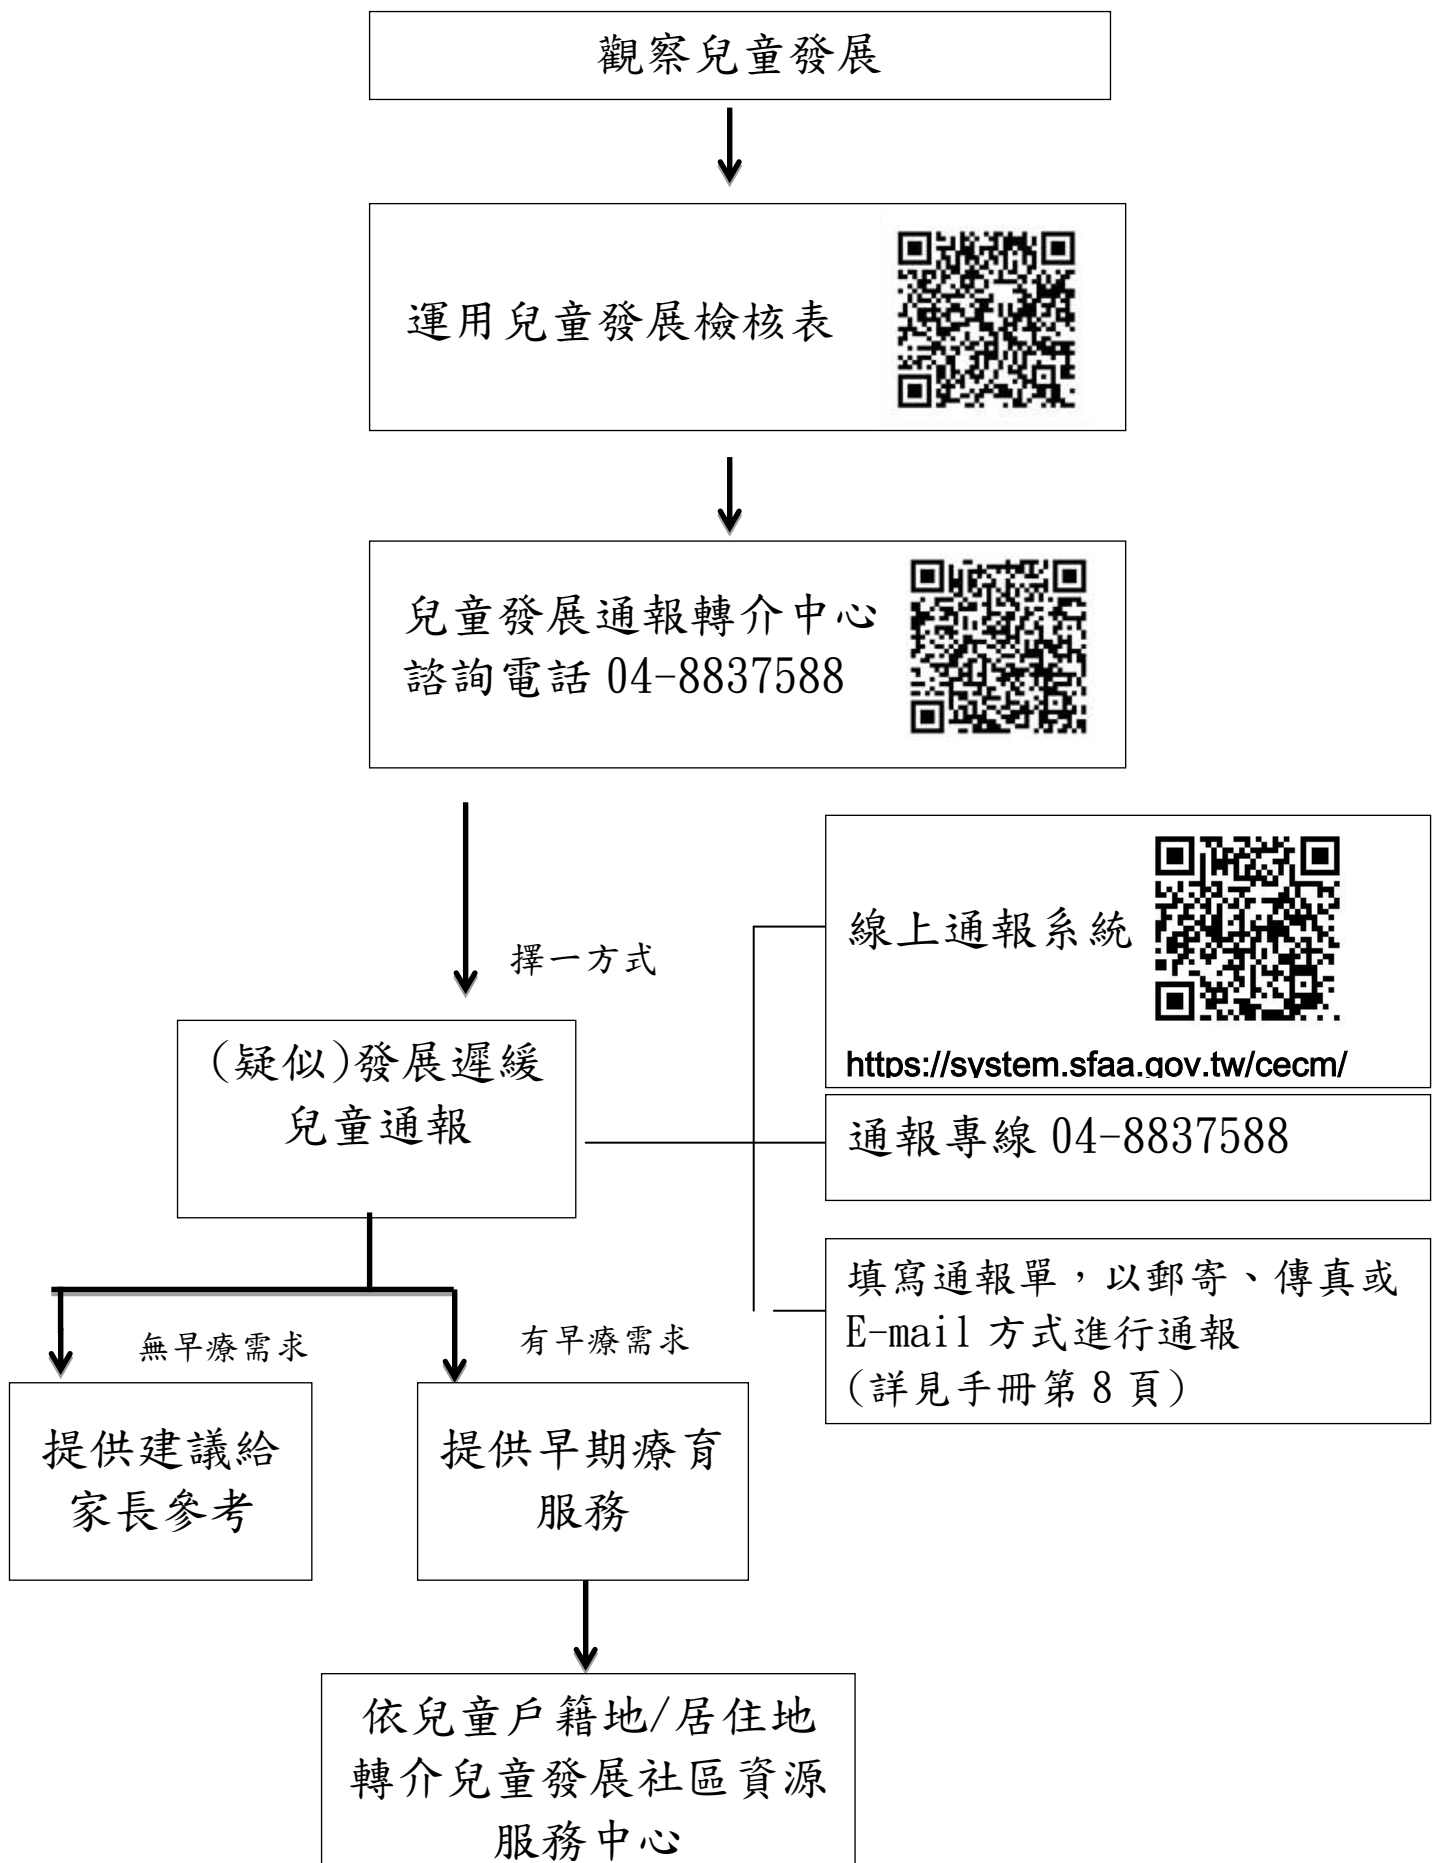 觀察兒童發展
運用兒童發展檢核表
兒童發展通報轉介中心
諮詢電話 04-8837588
擇一方式
(疑似)發展遲緩
兒童通報
線上通報系統
https://system.sfaa.gov.tw/cecm/
通報專線 04-8837588
填寫通報單，以郵寄、傳真或
E-mail 方式進行通報
(詳見手冊第 8 頁)
無早療需求
有早療需求
提供建議給
家長參考
提供早期療育
服務
依兒童戶籍地/居住地
轉介兒童發展社區資源
服務中心